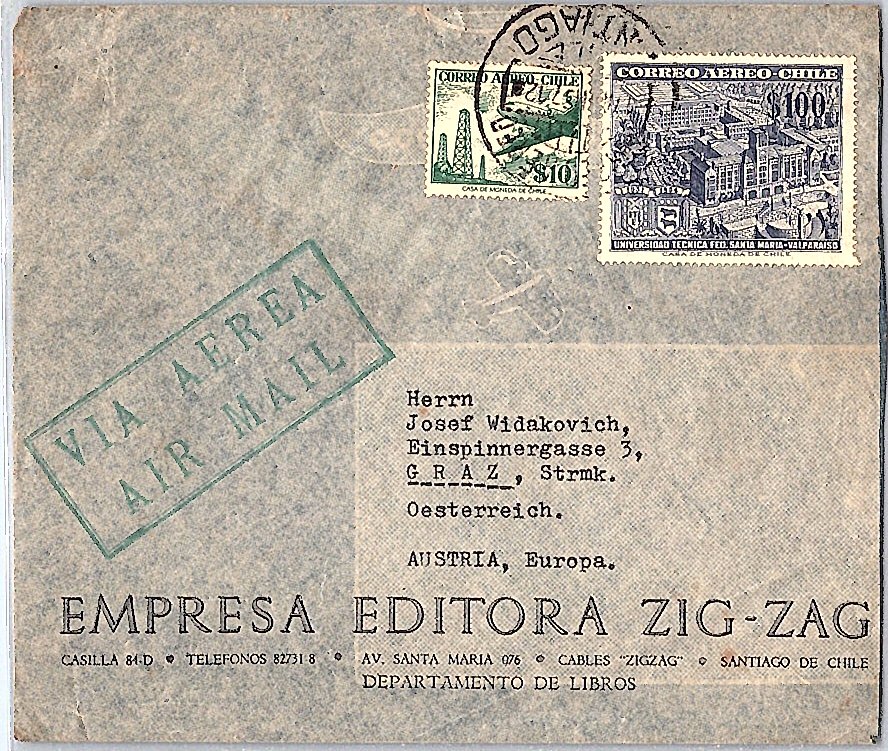 SANTIAGO
CORREO AEREO-CHILE
$10
CASA DE MONEDA DE CHILE
CORREO AEREO-CHILE
$100
UNIVERSIDAD TECNICA FED. SANTA MARIA-VALPARAISO
CASA DE MONEDA DE CHILE
VIA AEREA
AIR MAIL
Herrn
Josef Widakovich,
Einspinnergasse 3,
G R A Z , Strmk.
Oesterreich.
AUSTRIA, Europa.
EMPRESA EDITORA ZIG-ZAG
CASILLA 84-D • TELEFONOS 82731 8 • AV. SANTA MARIA 076 • CABLES "ZIGZAG" • SANTIAGO DE CHILE
DEPARTAMENTO DE LIBROS